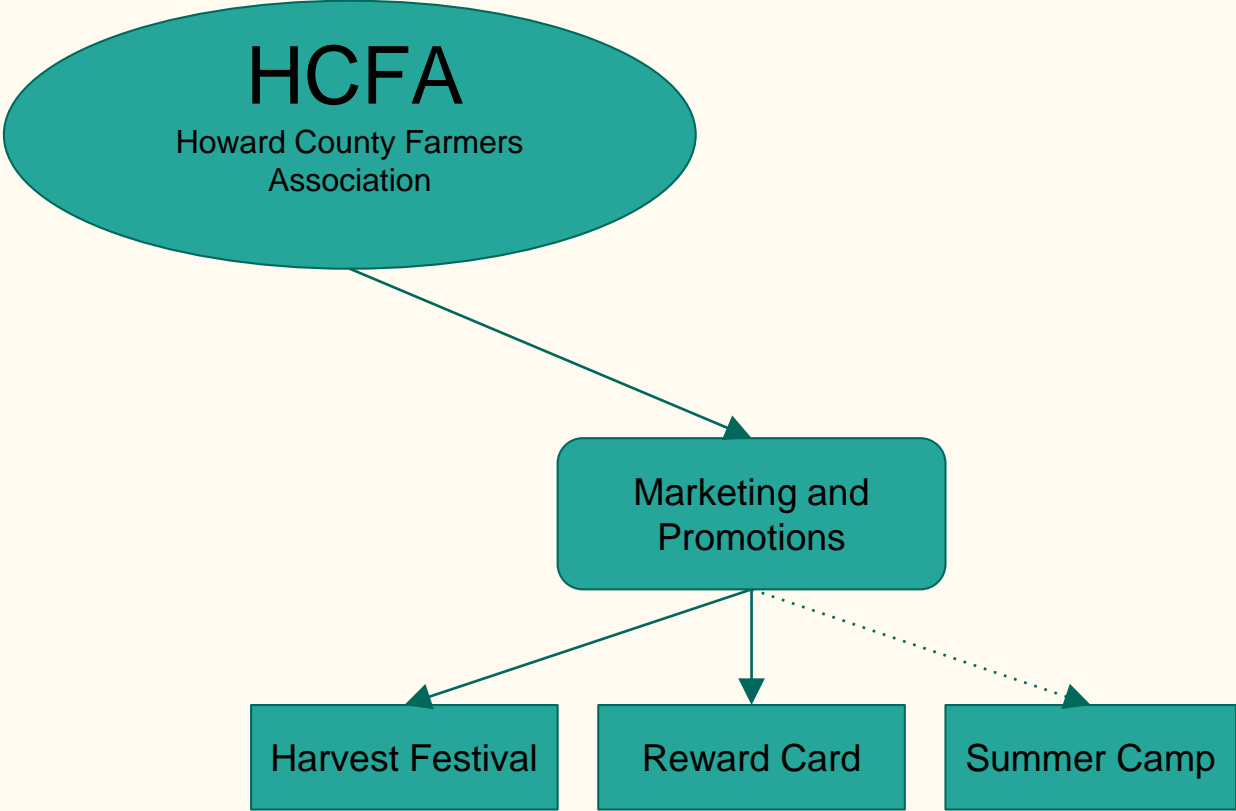 HCFA
Howard County Farmers
Association
Marketing and
Promotions
Harvest Festival
Reward Card
Summer Camp